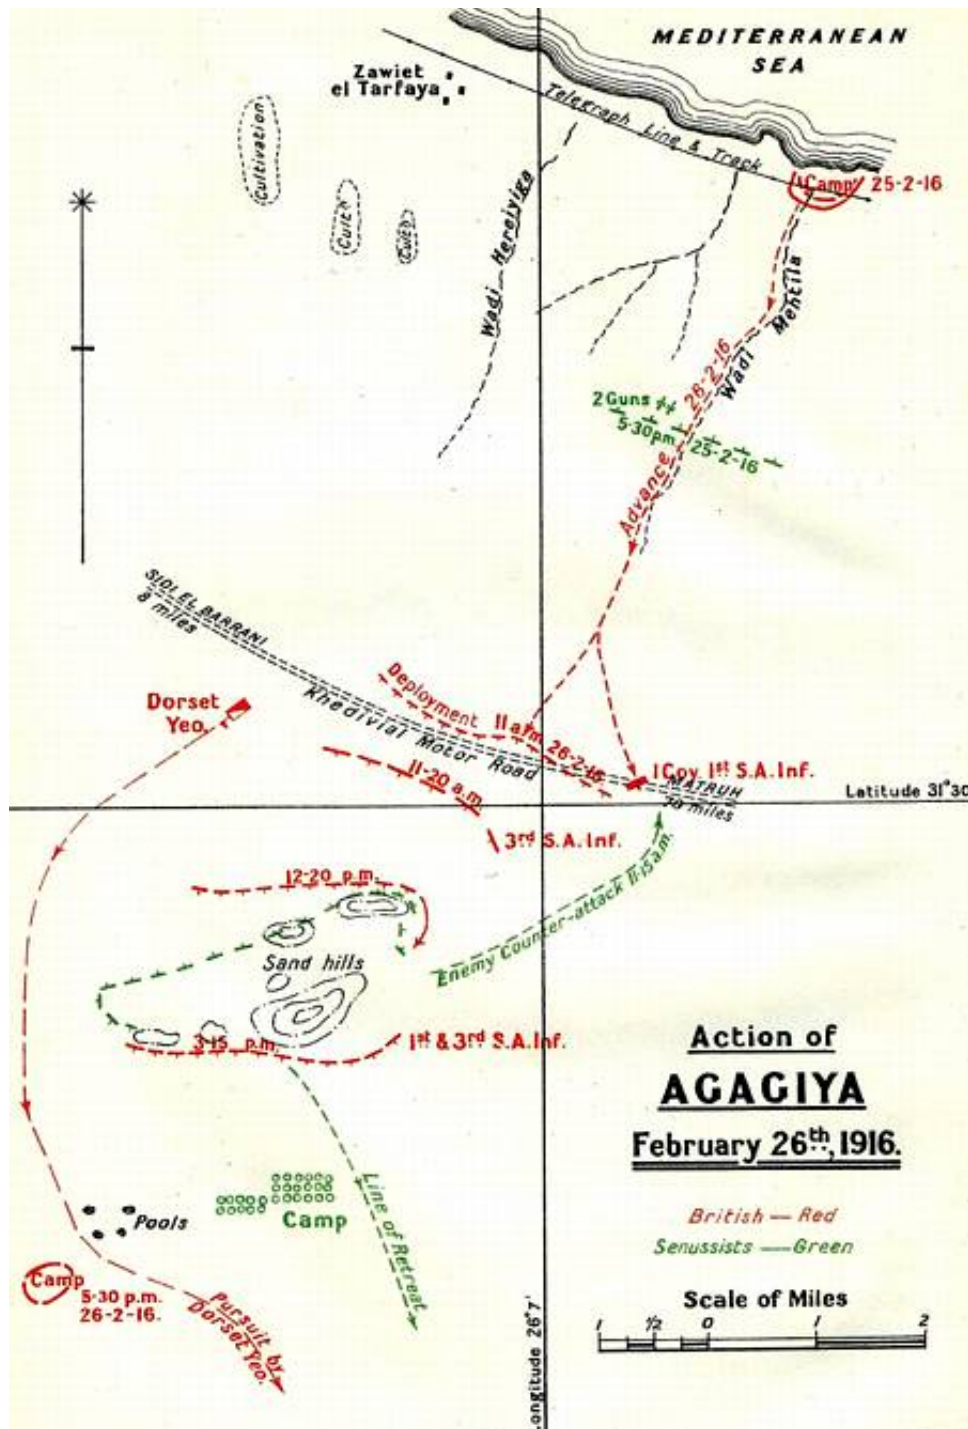 MEDITERRANEAN
SEA
Zawiet
el Tarfaya
Telegraph Line & Track
Cultivation
Cultn
Cultn
Wadi Hereiyiga
Camp 25-2-16
Wadi Mehtila
26-2-16
Advance
2 Guns
5·30 pm. 25-2-16
SIDI EL BARRANI
8 miles
Khedivial Motor Road
Dorset
Yeo.
Deployment 11 a.m. 26-2-16
1 Coy. 1st S.A. Inf.
MATRUH
miles
Latitude 31°30
11-20 a.m.
3rd S.A. Inf.
12-20 p.m.
Enemy Counter-attack 11-15 a.m.
Sand hills
3-15 p.m.
1st & 3rd S.A. Inf.
Action of
AGAGIYA
February 26th, 1916.
British — Red
Senussists — Green
Scale of Miles
1 1/2 0 1 2
Camp
Pools
Line of Retreat
Camp
5·30 p.m.
26-2-16.
Pursuit by
Dorset Yeo.
Longitude 26°7'